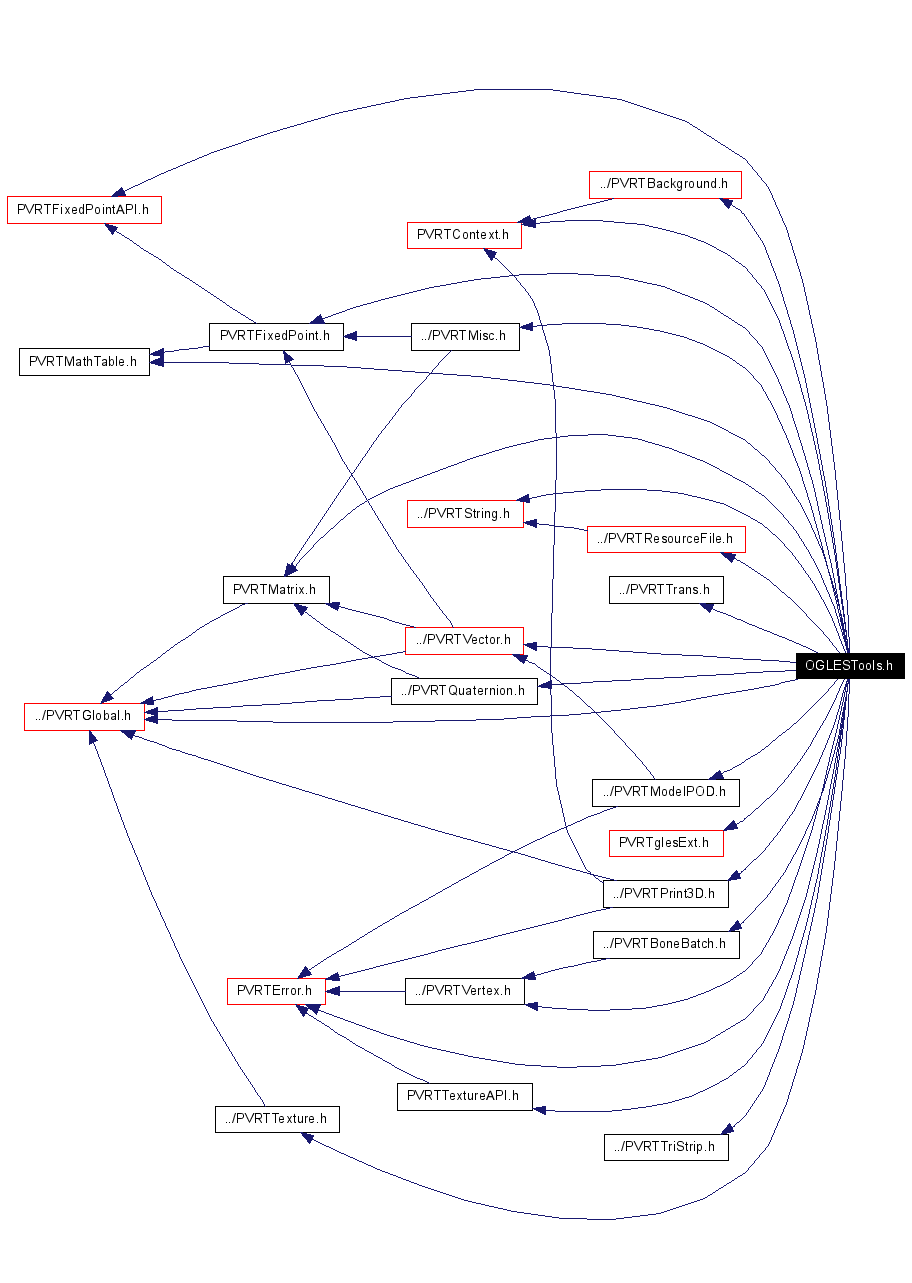 ../PVRTBackground.h
PVRTFixedPointAPI.h
PVRTContext.h
PVRTFixedPoint.h
../PVRTMisc.h
PVRTMathTable.h
../PVRTString.h
../PVRTResourceFile.h
PVRTMatrix.h
../PVRTTrans.h
../PVRTVector.h
OGLESTools.h
../PVRTQuaternion.h
../PVRTGlobal.h
../PVRTModelPOD.h
PVRTglesExt.h
../PVRTPrint3D.h
../PVRTBoneBatch.h
PVRTError.h
../PVRTVertex.h
PVRTTextureAPI.h
../PVRTTexture.h
../PVRTTriStrip.h